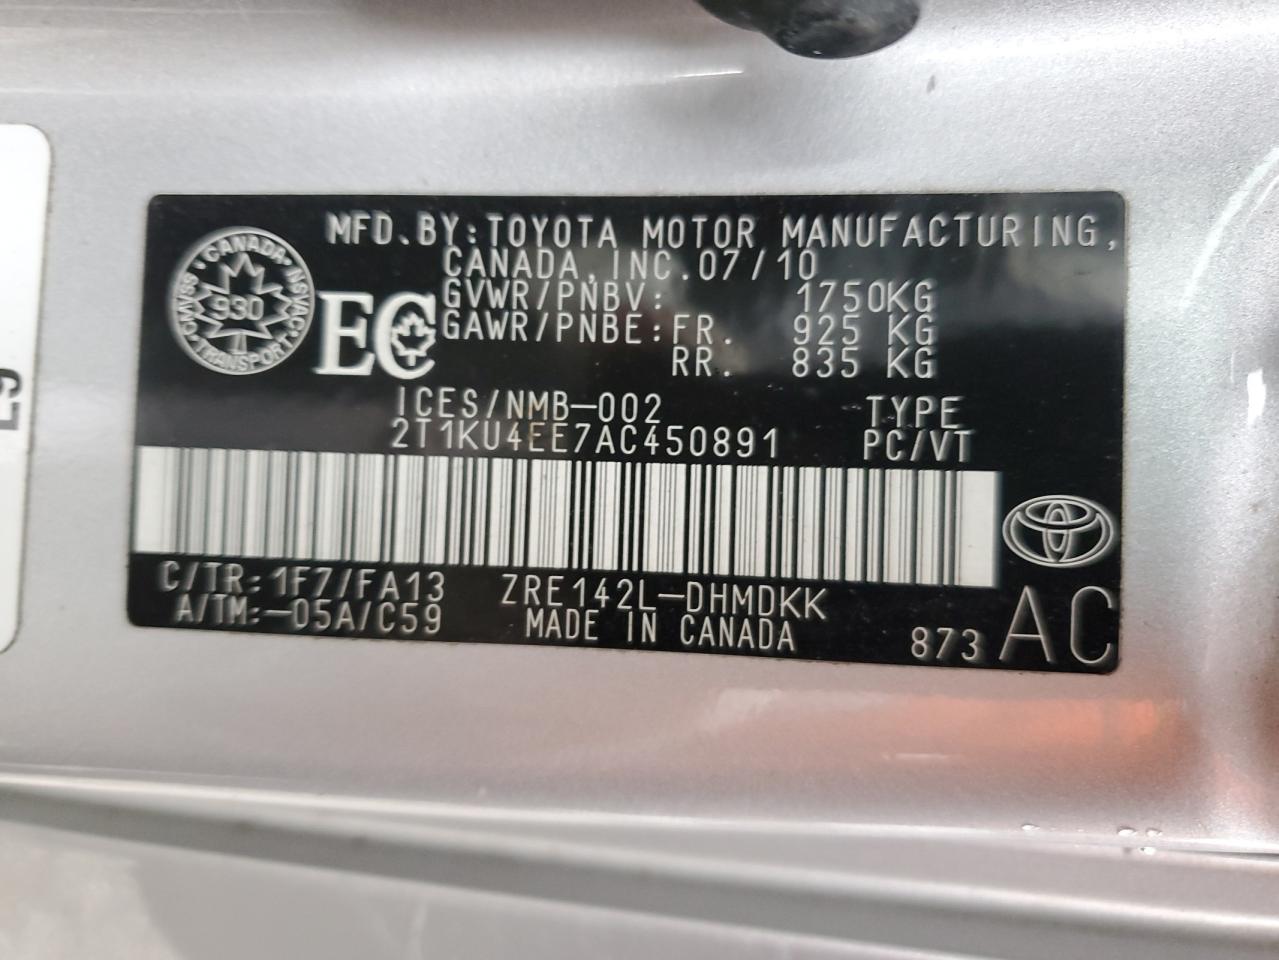 MFD.BY:TOYOTA MOTOR MANUFACTURING,
CANADA,INC.07/10
GVWR/PNBV: 1750KG
GAWR/PNBE:FR. 925 KG
RR. 835 KG
CANADA
CMVSS NSVAC
930
TRANSPORT
EC
ICES/NMB-002 TYPE
2T1KU4EE7AC450891 PC/VT
C/TR:1F7/FA13 ZRE142L-DHMDKK
A/TM:-05A/C59 MADE IN CANADA
873 AC